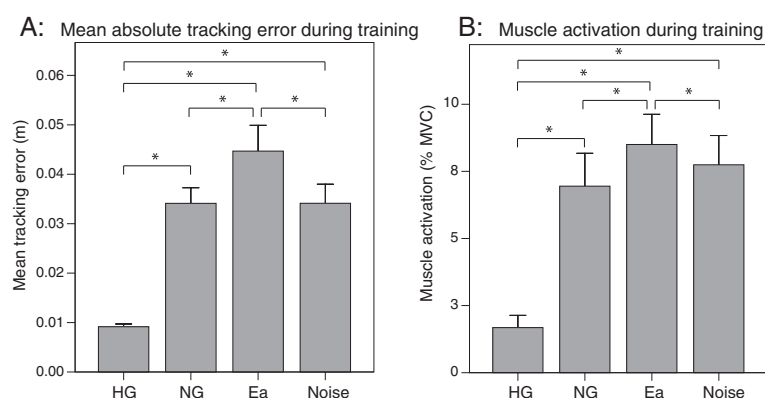 A: Mean absolute tracking error during training
Mean tracking error (m)
0.06
0.05
0.04
0.03
0.02
0.01
0.00
* * * * *
HG NG Ea Noise
B: Muscle activation during training
Muscle activation (% MVC)
10
8
5
3
0
* * * * *
HG NG Ea Noise